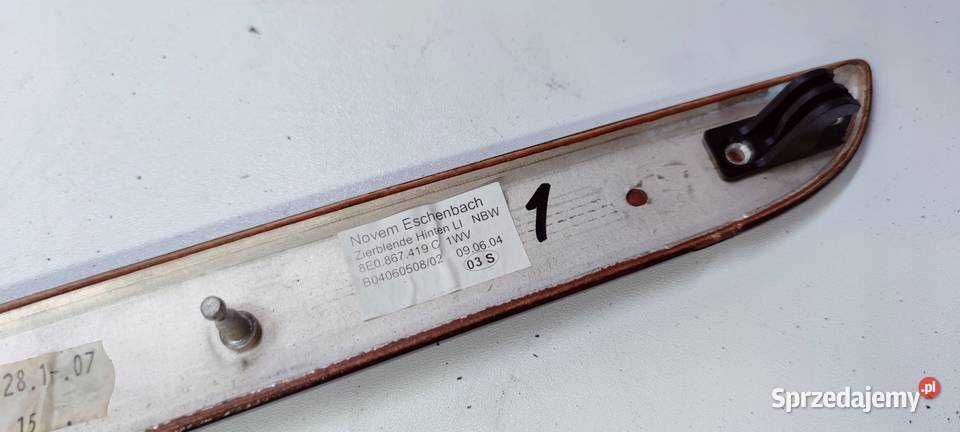 Novem Eschenbach
Zierblende Hinten LI NBW
8E0.867.419 C 1WV
B04060508/02 09.06.04
03 S
1
28.1-.07
15
Sprzedajemy.pl